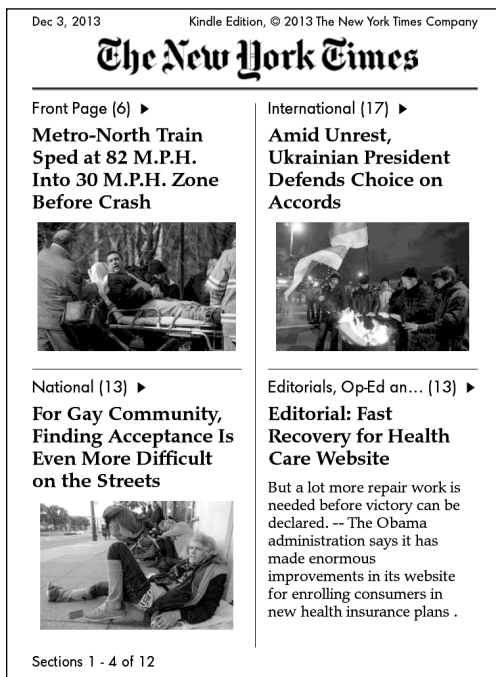 Dec 3, 2013
Kindle Edition, © 2013 The New York Times Company
The New York Times
Front Page (6) ▶
Metro-North Train
Sped at 82 M.P.H.
Into 30 M.P.H. Zone
Before Crash
International (17) ▶
Amid Unrest,
Ukrainian President
Defends Choice on
Accords
National (13) ▶
For Gay Community,
Finding Acceptance Is
Even More Difficult
on the Streets
Editorials, Op-Ed an... (13) ▶
Editorial: Fast
Recovery for Health
Care Website
But a lot more repair work is
needed before victory can be
declared. -- The Obama
administration says it has
made enormous
improvements in its website
for enrolling consumers in
new health insurance plans .
Sections 1 - 4 of 12